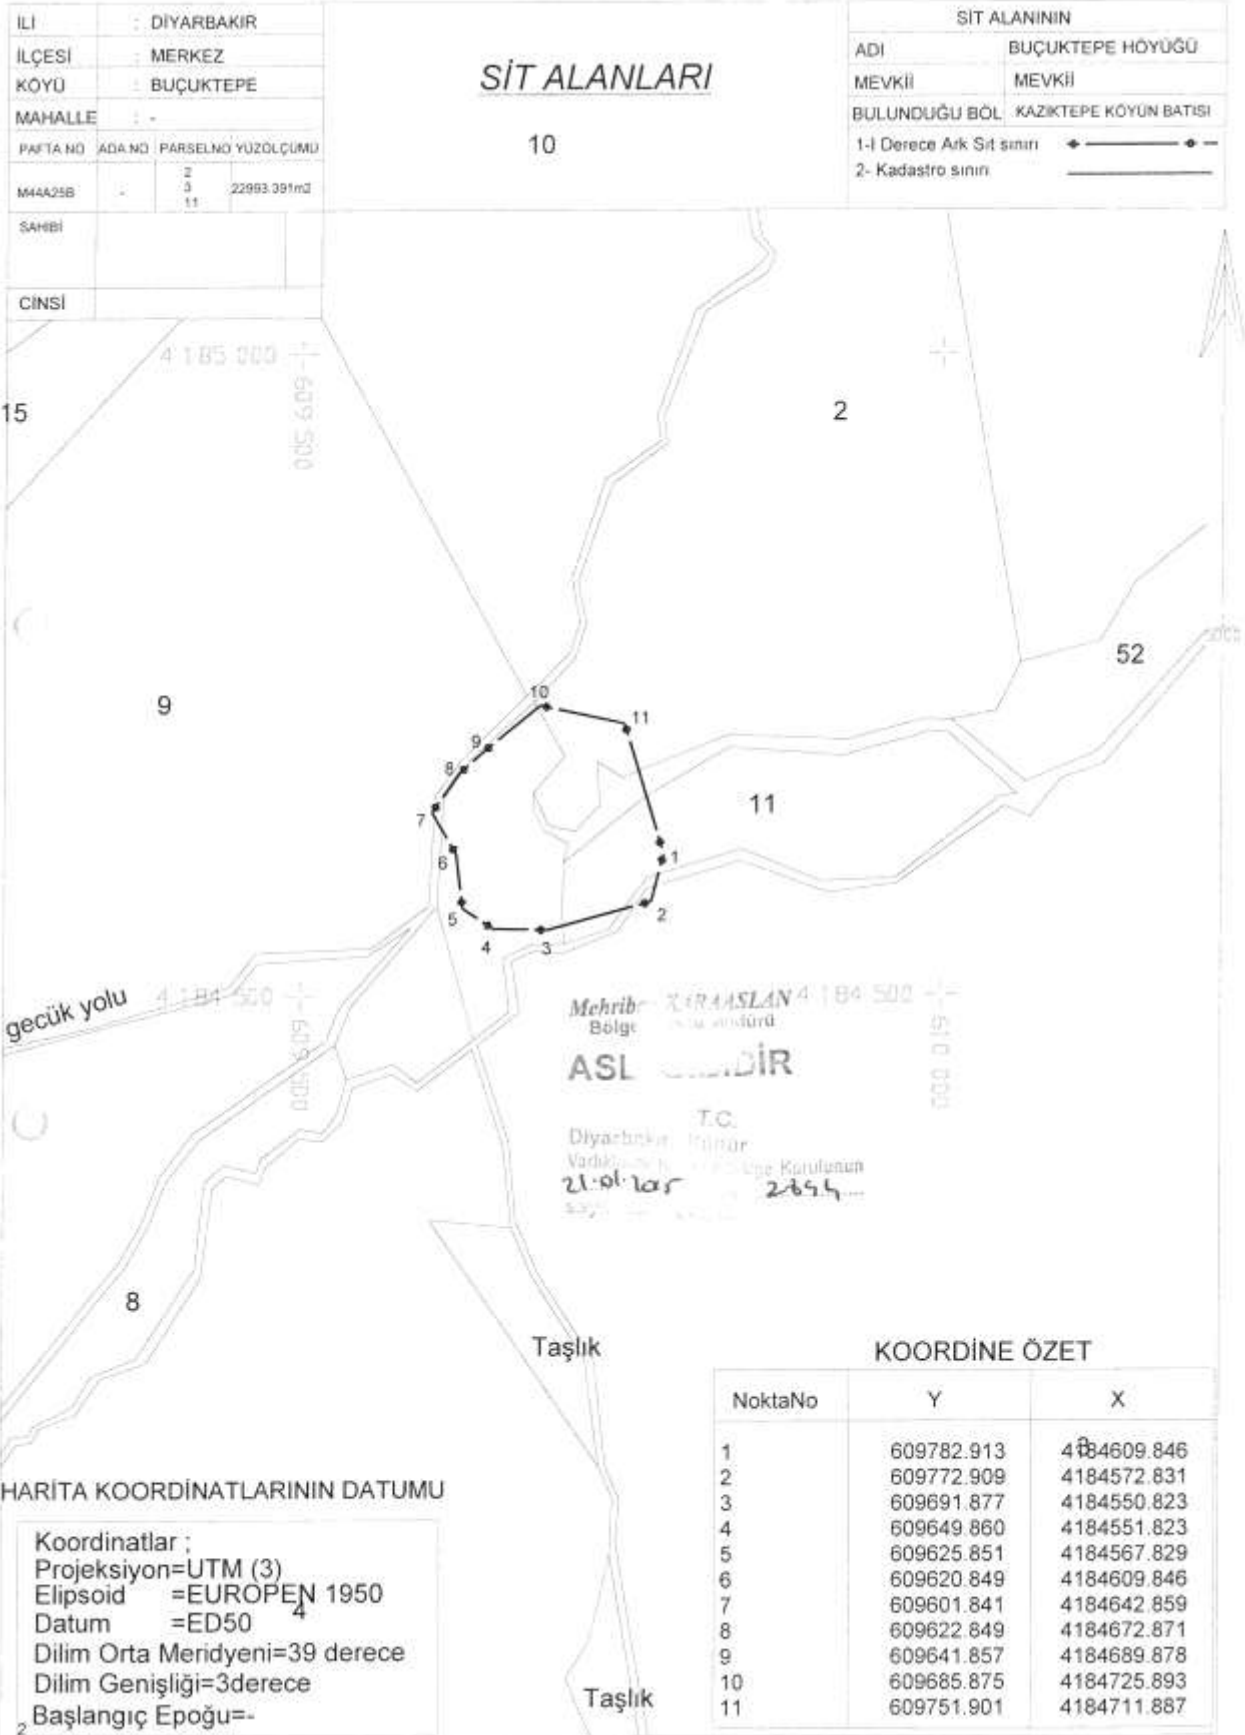 İLİ : DİYARBAKIR
İLÇESİ : MERKEZ
KÖYÜ : BUÇUKTEPE
MAHALLE : -
PAFTA NO ADA NO PARSELNO YÜZÖLÇÜMÜ
M44A25B - 2 3 11 22993.391m2
SAHİBİ
CİNSİ
SİT ALANLARI
10
SİT ALANININ
ADI BUÇUKTEPE HÖYÜĞÜ
MEVKİİ MEVKİİ
BULUNDUĞU BÖL KAZIKTEPE KÖYÜN BATISI
1-I Derece Ark Sit sınırı
2- Kadastro sınırı
4 185 000
609 500
15
2
52
5000
9
10
11
9
8
7
6
5
4
3
2
1
11
gecük yolu
4 184 500
609 500
4 184 500
610 000
KARAASLAN
Bölge
ASL DİR
T.C.
Kurulunun
8
Taşlık
Taşlık
KOORDİNE ÖZET
NoktaNo Y X
3
1 609782.913 4184609.846
2 609772.909 4184572.831
3 609691.877 4184550.823
4 609649.860 4184551.823
5 609625.851 4184567.829
6 609620.849 4184609.846
7 609601.841 4184642.859
8 609622.849 4184672.871
9 609641.857 4184689.878
10 609685.875 4184725.893
11 609751.901 4184711.887
HARİTA KOORDİNATLARININ DATUMU
Koordinatlar ;
Projeksiyon=UTM (3)
Elipsoid =EUROPEN 1950
4
Datum =ED50
Dilim Orta Meridyeni=39 derece
Dilim Genişliği=3derece
Başlangıç Epoğu=-
2